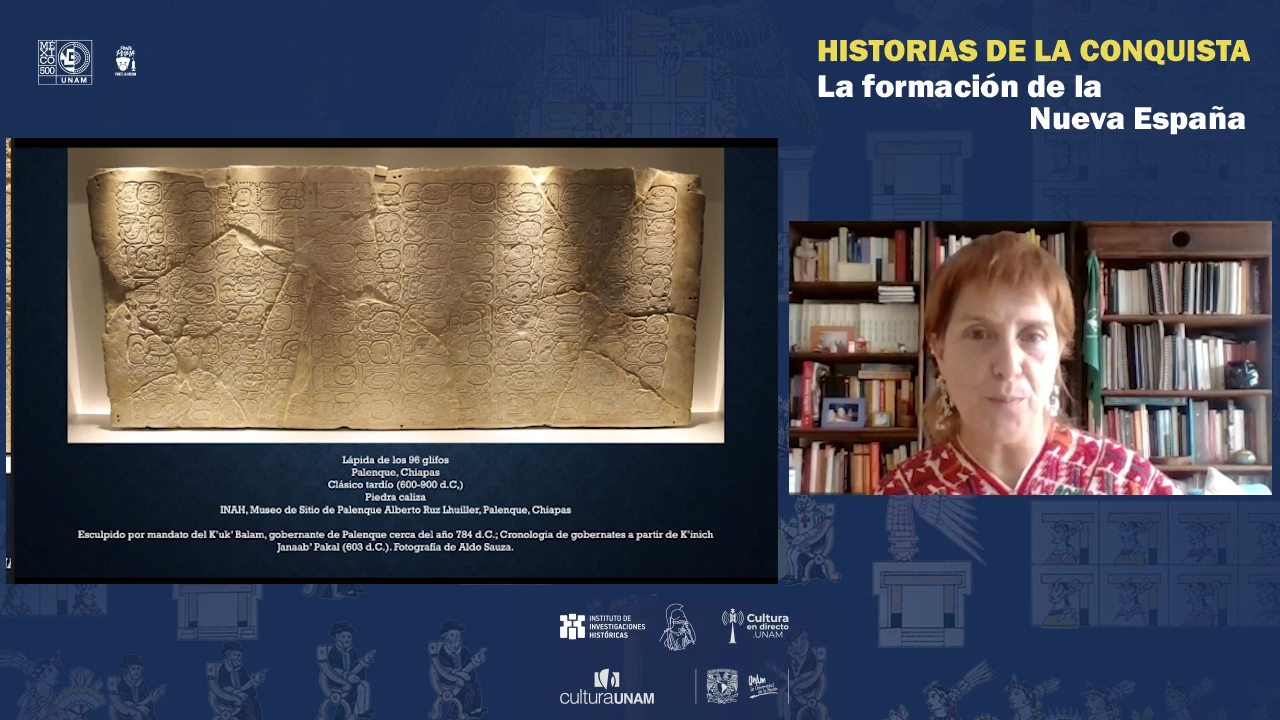 MÉXICO 500
UNAM
HISTORIAS DE LA CONQUISTA
La formación de la
Nueva España
Lápida de los 96 glifos
Palenque, Chiapas
Clásico tardío (600-900 d.C,)
Piedra caliza
INAH, Museo de Sitio de Palenque Alberto Ruz Lhuiller, Palenque, Chiapas
Esculpido por mandato del K'uk' Balam, gobernante de Palenque cerca del año 784 d.C.; Cronología de gobernates a partir de K'inich
Janaab' Pakal (603 d.C.). Fotografía de Aldo Sauza.
INSTITUTO DE
INVESTIGACIONES
HISTÓRICAS
Cultura
en directo
.UNAM
culturaUNAM